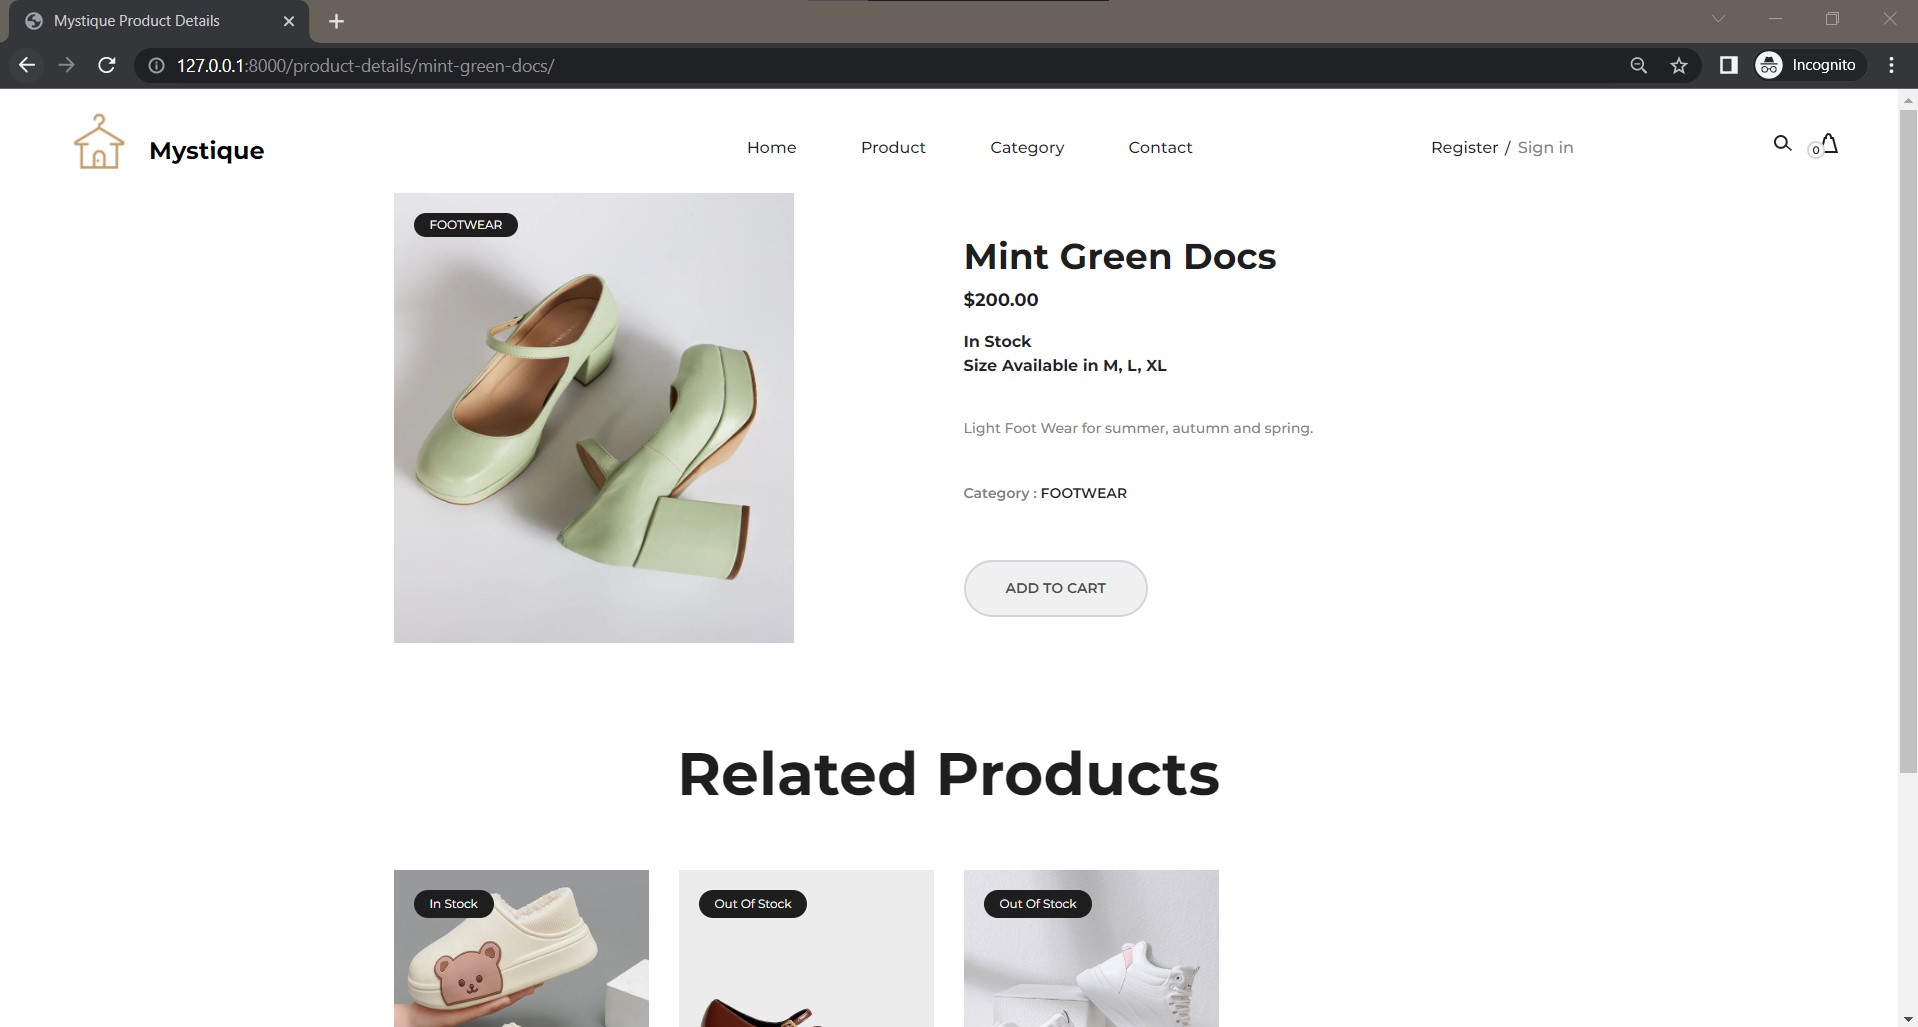 Mystique Product Details
127.0.0.1:8000/product-details/mint-green-docs/
Incognito
Mystique
Home
Product
Category
Contact
Register / Sign in
0
FOOTWEAR
Mint Green Docs
$200.00
In Stock
Size Available in M, L, XL
Light Foot Wear for summer, autumn and spring.
Category : FOOTWEAR
ADD TO CART
Related Products
In Stock
Out Of Stock
Out Of Stock